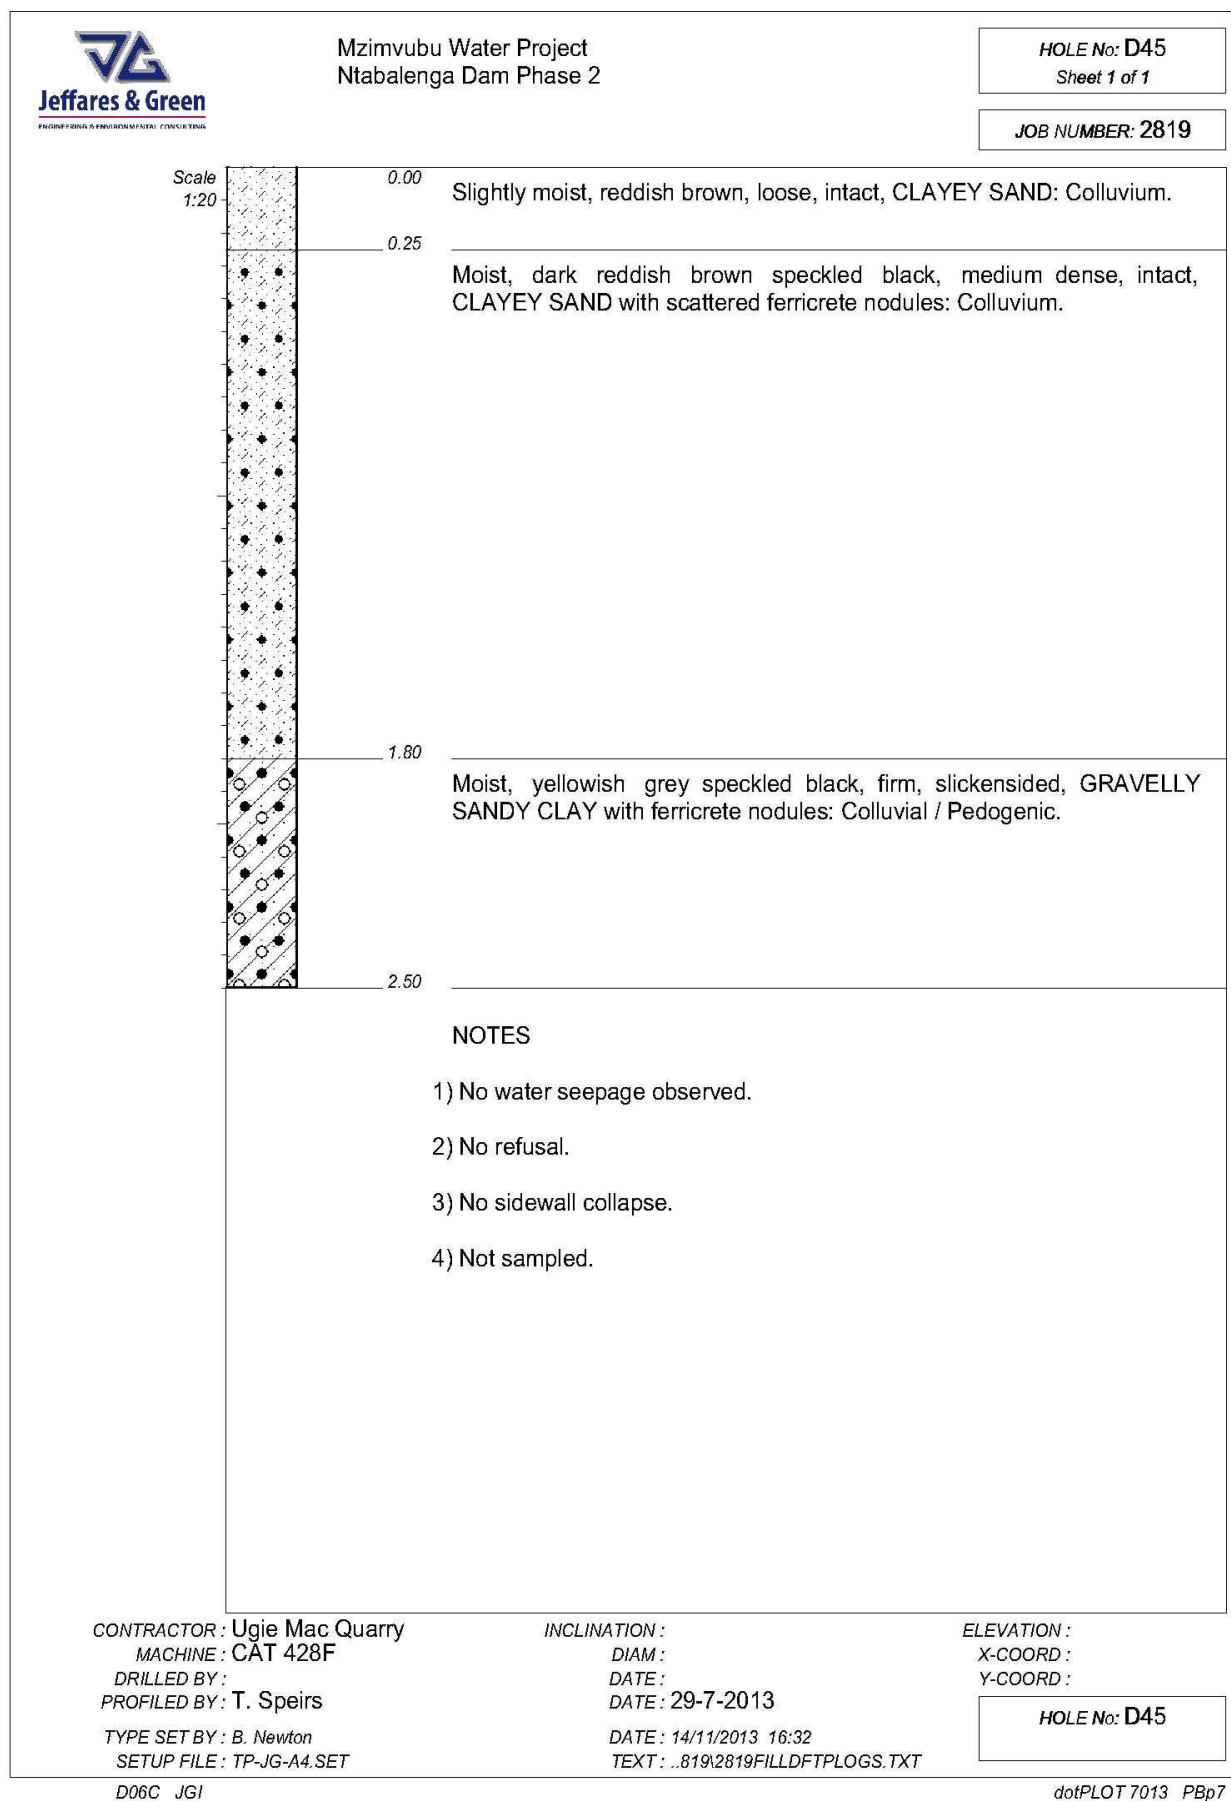 Jeffares & Green
ENGINEERING & ENVIRONMENTAL CONSULTING
Mzimvubu Water Project
Ntabalenga Dam Phase 2
HOLE No: D45
Sheet 1 of 1
JOB NUMBER: 2819
Scale
1:20
0.00
Slightly moist, reddish brown, loose, intact, CLAYEY SAND: Colluvium.
0.25
Moist, dark reddish brown speckled black, medium dense, intact,
CLAYEY SAND with scattered ferricrete nodules: Colluvium.
1.80
Moist, yellowish grey speckled black, firm, slickensided, GRAVELLY
SANDY CLAY with ferricrete nodules: Colluvial / Pedogenic.
2.50
NOTES
1) No water seepage observed.
2) No refusal.
3) No sidewall collapse.
4) Not sampled.
CONTRACTOR : Ugie Mac Quarry
MACHINE : CAT 428F
DRILLED BY :
PROFILED BY : T. Speirs
TYPE SET BY : B. Newton
SETUP FILE : TP-JG-A4.SET
INCLINATION :
DIAM :
DATE :
DATE : 29-7-2013
DATE : 14/11/2013 16:32
TEXT : ..819\2819FILLDFTPLOGS.TXT
ELEVATION :
X-COORD :
Y-COORD :
HOLE No: D45
D06C JGI
dotPLOT 7013 PBp7